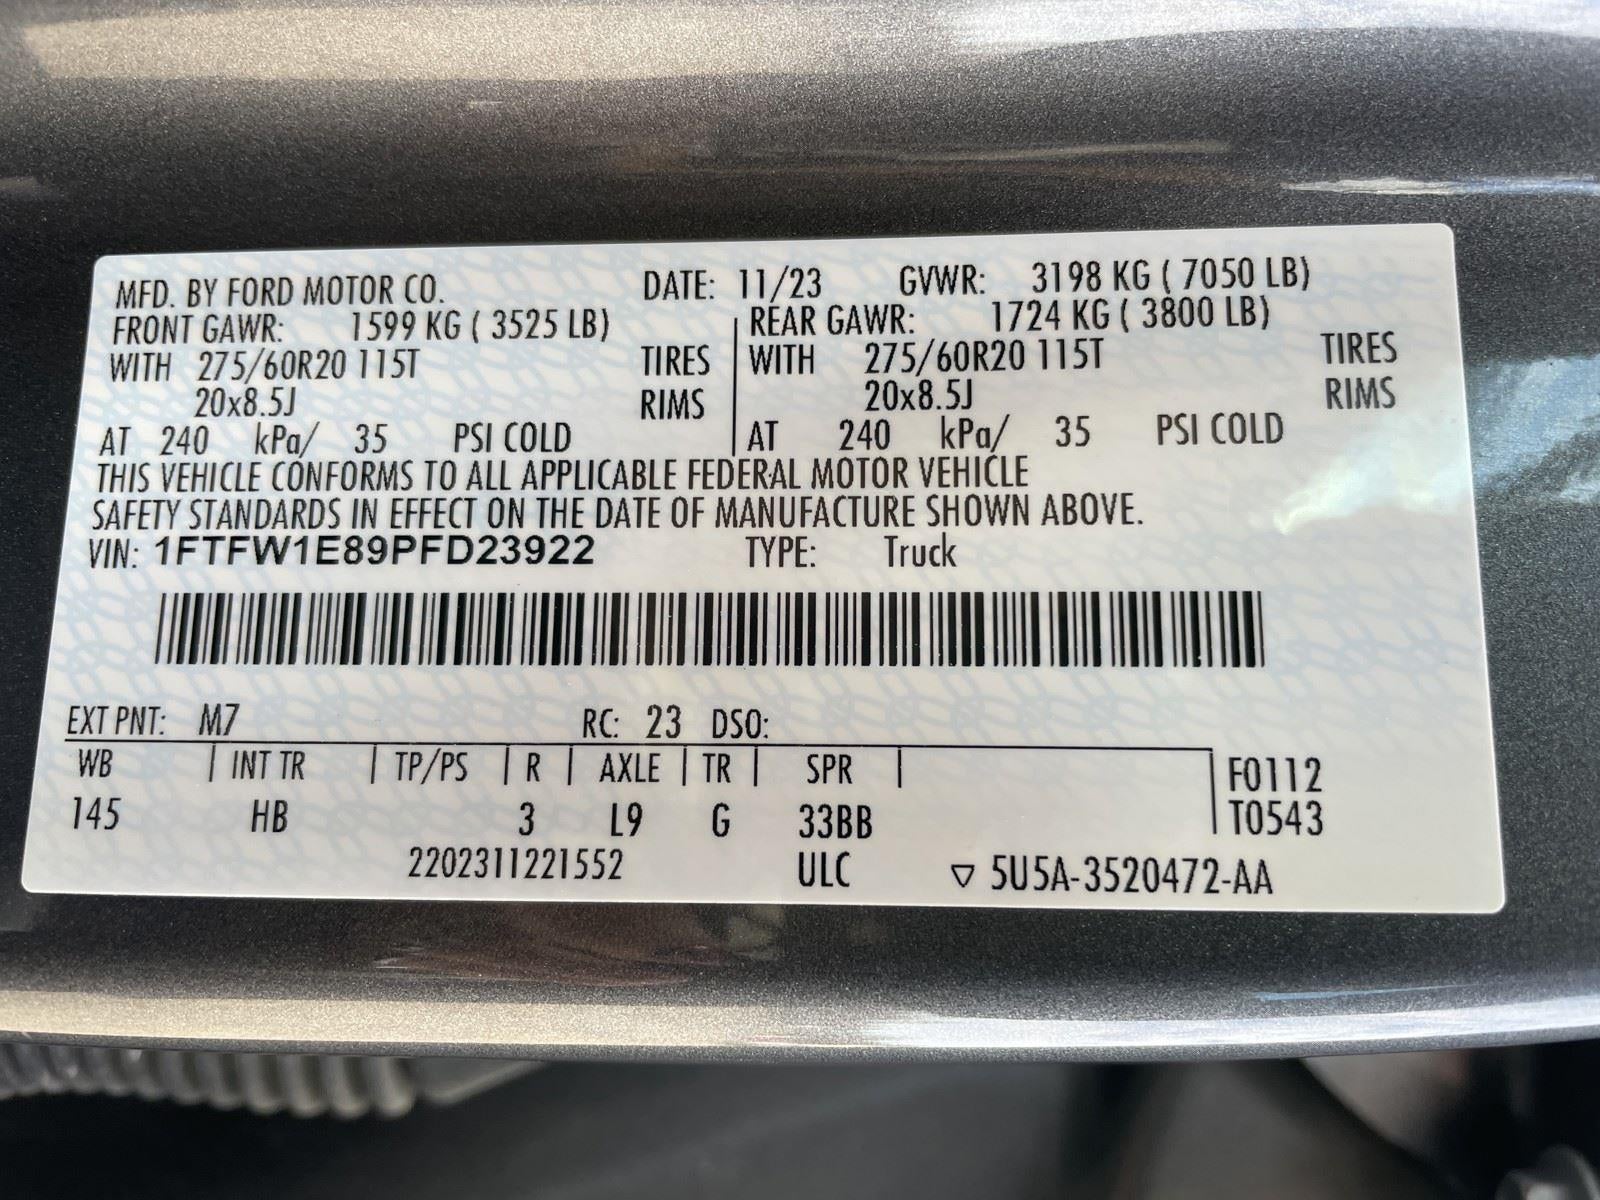 MFD. BY FORD MOTOR CO. DATE: 11/23 GVWR: 3198 KG ( 7050 LB)
FRONT GAWR: 1599 KG ( 3525 LB) REAR GAWR: 1724 KG ( 3800 LB)
WITH 275/60R20 115T TIRES WITH 275/60R20 115T TIRES
20x8.5J RIMS 20x8.5J RIMS
AT 240 kPa/ 35 PSI COLD AT 240 kPa/ 35 PSI COLD
THIS VEHICLE CONFORMS TO ALL APPLICABLE FEDERAL MOTOR VEHICLE
SAFETY STANDARDS IN EFFECT ON THE DATE OF MANUFACTURE SHOWN ABOVE.
VIN: 1FTFW1E89PFD23922 TYPE: Truck
EXT PNT: M7 RC: 23 DSO:
WB | INT TR | TP/PS | R | AXLE | TR | SPR | F0112
145 HB 3 L9 G 33BB T0543
2202311221552 ULC ▽ 5U5A-3520472-AA